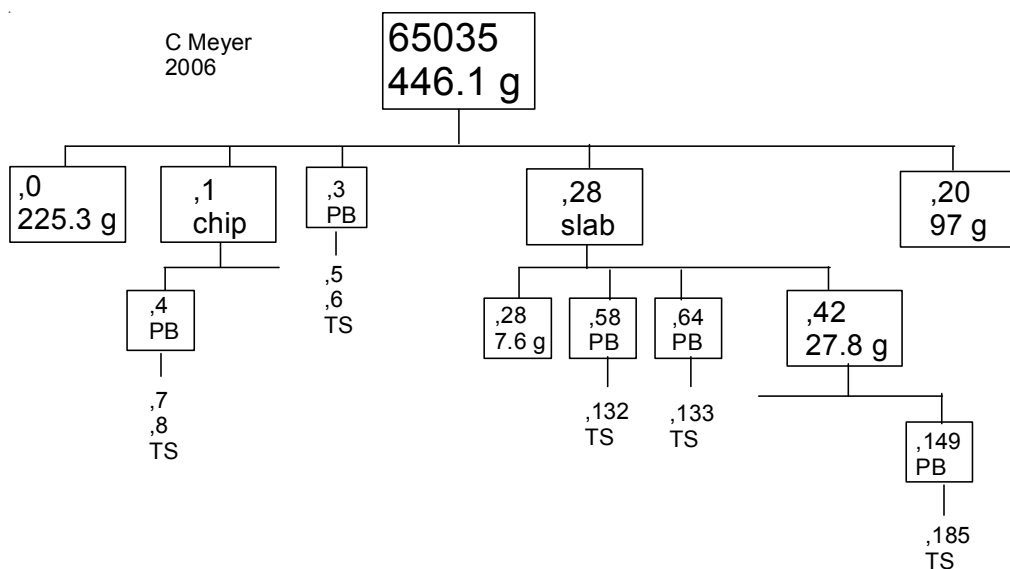 C Meyer
2006
65035
446.1 g
,0
225.3 g
,1
chip
,3
PB
,28
slab
,20
97 g
,4
PB
,5
,6
TS
,28
7.6 g
,58
PB
,64
PB
,42
27.8 g
,7
,8
TS
,132
TS
,133
TS
,149
PB
,185
TS